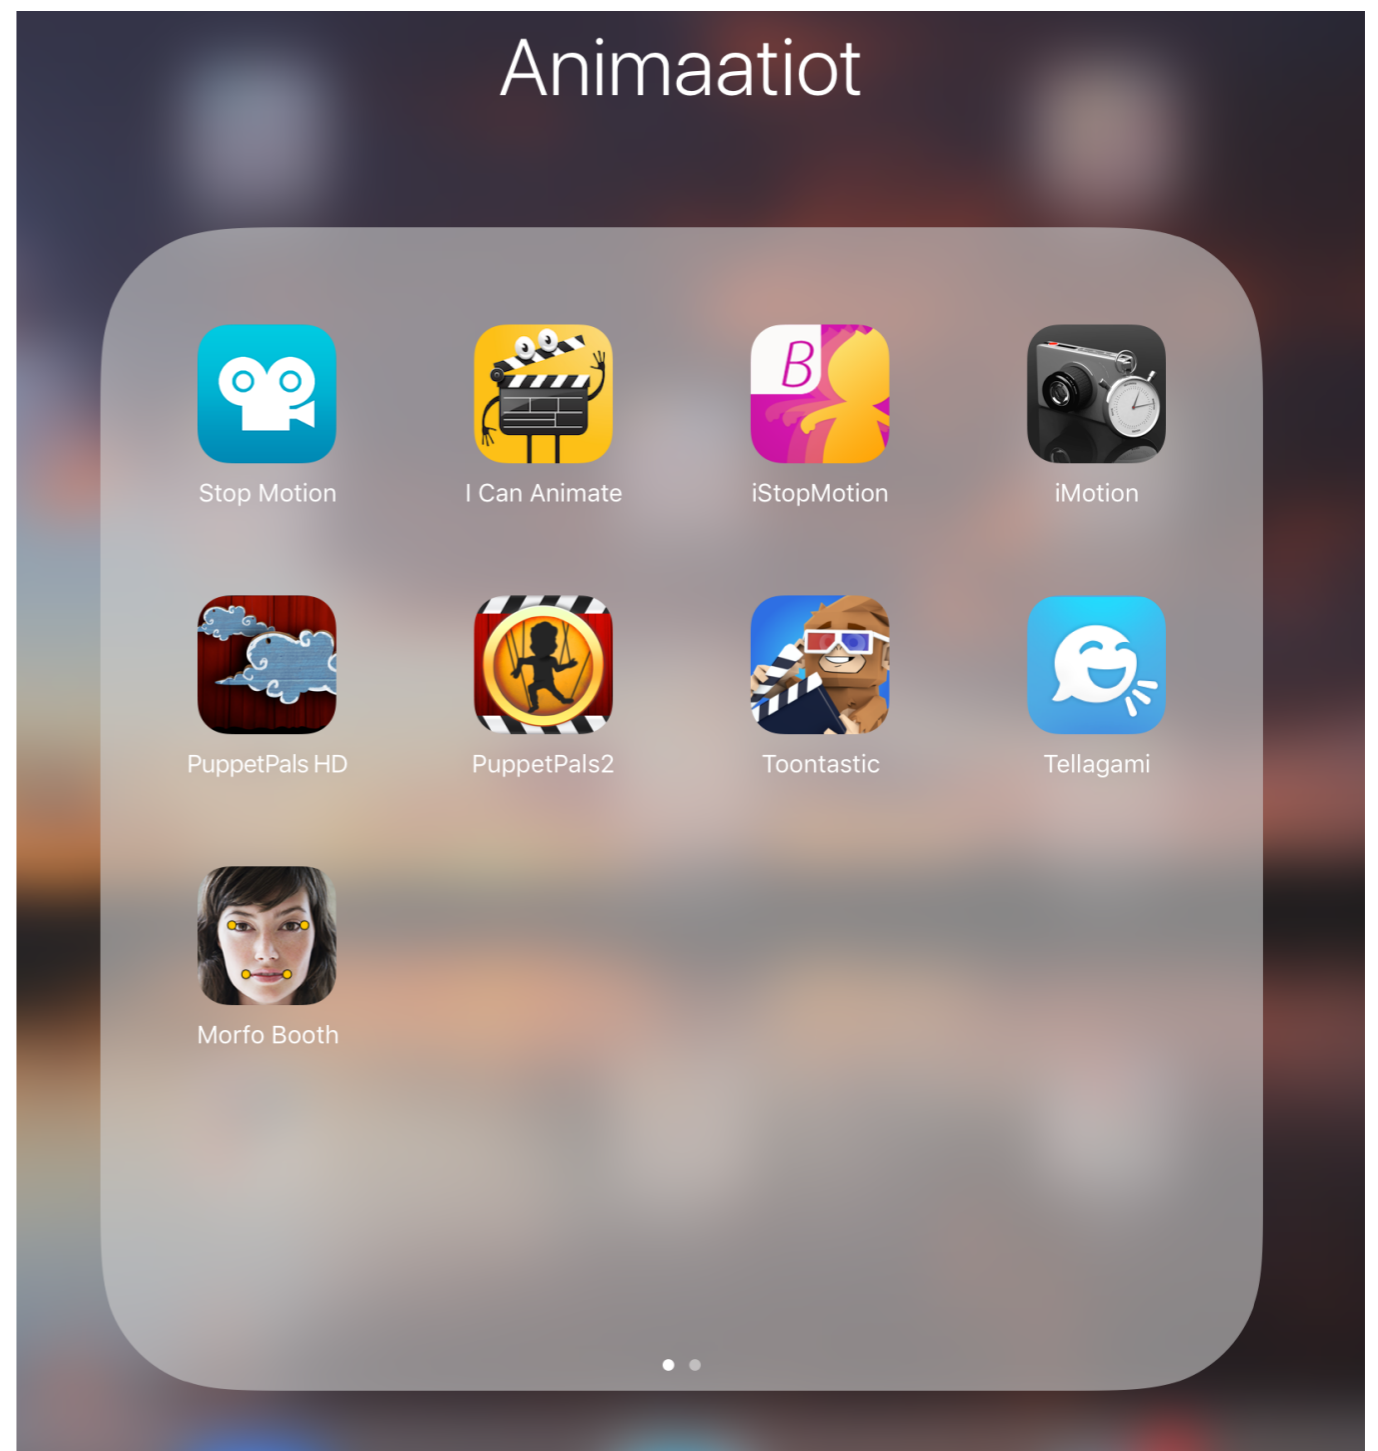 Animaatiot
B
Stop Motion
I Can Animate
iStopMotion
iMotion
PuppetPals HD
PuppetPals2
Toontastic
Tellagami
Morfo Booth